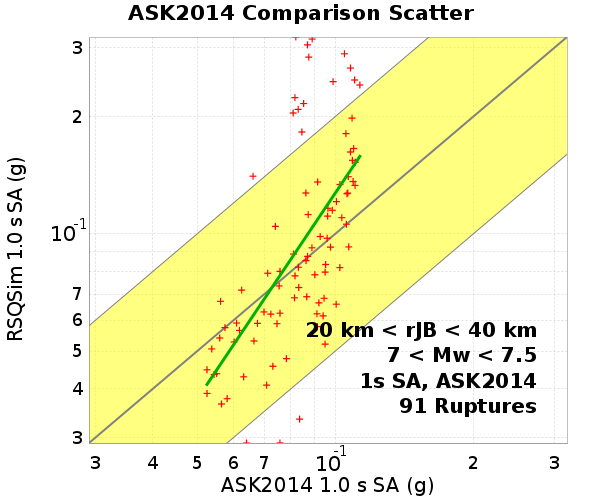 ASK2014 Comparison Scatter
RSQSim 1.0 s SA (g)
3
2
10-1
7
6
5
4
3
20 km < rJB < 40 km
7 < Mw < 7.5
1s SA, ASK2014
91 Ruptures
3 4 5 6 7 10-1 2 3
ASK2014 1.0 s SA (g)